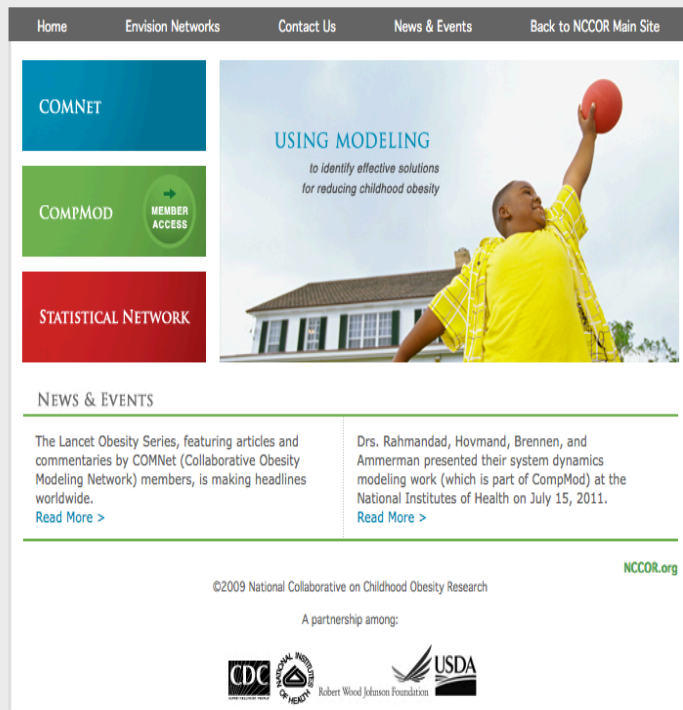 Home Envision Networks Contact Us News & Events Back to NCCOR Main Site
COMNet
CompMod
MEMBER
ACCESS
Statistical Network
USING MODELING
to identify effective solutions
for reducing childhood obesity
News & Events
The Lancet Obesity Series, featuring articles and
commentaries by COMNet (Collaborative Obesity
Modeling Network) members, is making headlines
worldwide.
Read More >
Drs. Rahmandad, Hovmand, Brennen, and
Ammerman presented their system dynamics
modeling work (which is part of CompMod) at the
National Institutes of Health on July 15, 2011.
Read More >
NCCOR.org
©2009 National Collaborative on Childhood Obesity Research
A partnership among:
CDC
NATIONAL INSTITUTES
OF HEALTH
Robert Wood Johnson Foundation
USDA